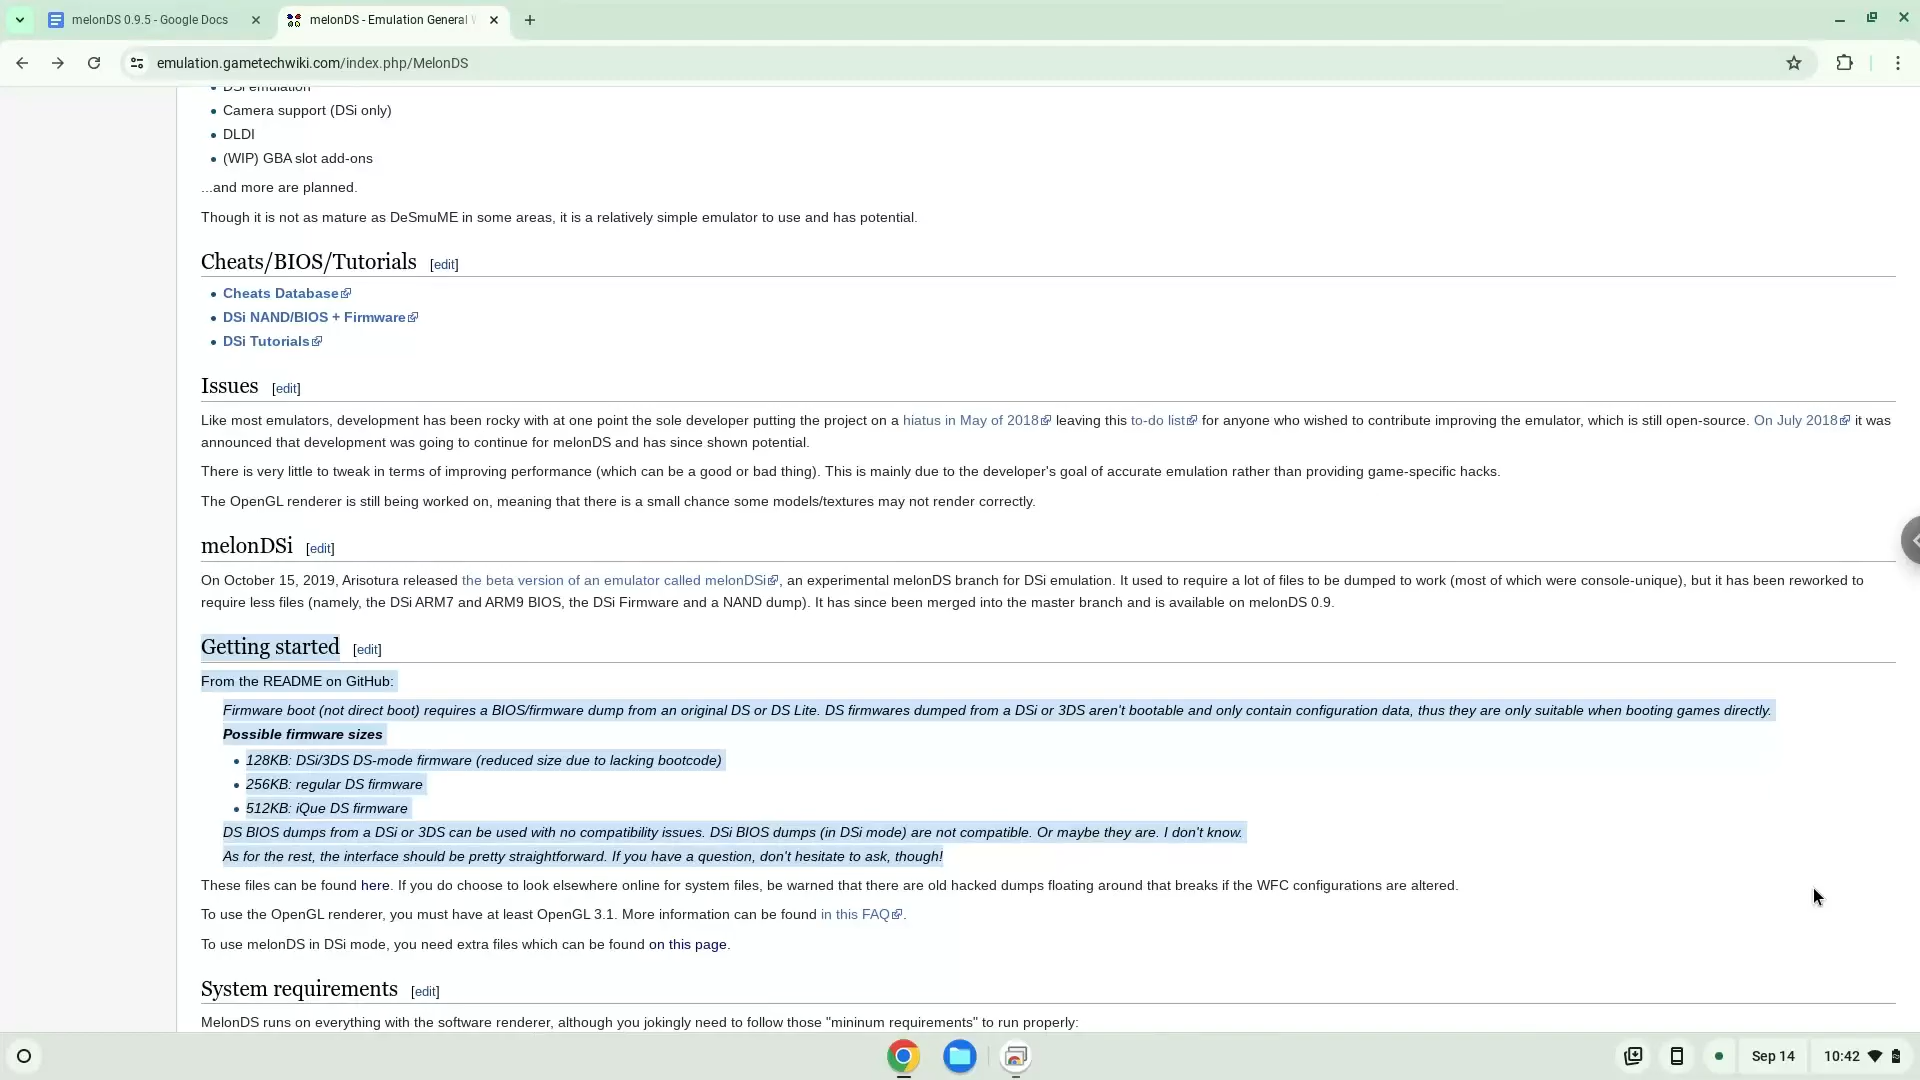 melonDS 0.9.5 - Google Docs
melonDS - Emulation General
emulation.gametechwiki.com/index.php/MelonDS
DSi emulation
Camera support (DSi only)
DLDI
(WIP) GBA slot add-ons
...and more are planned.
Though it is not as mature as DeSmuME in some areas, it is a relatively simple emulator to use and has potential.
Cheats/BIOS/Tutorials [edit]
Cheats Database
DSi NAND/BIOS + Firmware
DSi Tutorials
Issues [edit]
Like most emulators, development has been rocky with at one point the sole developer putting the project on a hiatus in May of 2018 leaving this to-do list for anyone who wished to contribute improving the emulator, which is still open-source. On July 2018 it was
announced that development was going to continue for melonDS and has since shown potential.
There is very little to tweak in terms of improving performance (which can be a good or bad thing). This is mainly due to the developer's goal of accurate emulation rather than providing game-specific hacks.
The OpenGL renderer is still being worked on, meaning that there is a small chance some models/textures may not render correctly.
melonDSi [edit]
On October 15, 2019, Arisotura released the beta version of an emulator called melonDSi, an experimental melonDS branch for DSi emulation. It used to require a lot of files to be dumped to work (most of which were console-unique), but it has been reworked to
require less files (namely, the DSi ARM7 and ARM9 BIOS, the DSi Firmware and a NAND dump). It has since been merged into the master branch and is available on melonDS 0.9.
Getting started [edit]
From the README on GitHub:
Firmware boot (not direct boot) requires a BIOS/firmware dump from an original DS or DS Lite. DS firmwares dumped from a DSi or 3DS aren't bootable and only contain configuration data, thus they are only suitable when booting games directly.
Possible firmware sizes
128KB: DSi/3DS DS-mode firmware (reduced size due to lacking bootcode)
256KB: regular DS firmware
512KB: iQue DS firmware
DS BIOS dumps from a DSi or 3DS can be used with no compatibility issues. DSi BIOS dumps (in DSi mode) are not compatible. Or maybe they are. I don't know.
As for the rest, the interface should be pretty straightforward. If you have a question, don't hesitate to ask, though!
These files can be found here. If you do choose to look elsewhere online for system files, be warned that there are old hacked dumps floating around that breaks if the WFC configurations are altered.
To use the OpenGL renderer, you must have at least OpenGL 3.1. More information can be found in this FAQ.
To use melonDS in DSi mode, you need extra files which can be found on this page.
System requirements [edit]
MelonDS runs on everything with the software renderer, although you jokingly need to follow those "mininum requirements" to run properly:
Sep 14
10:42